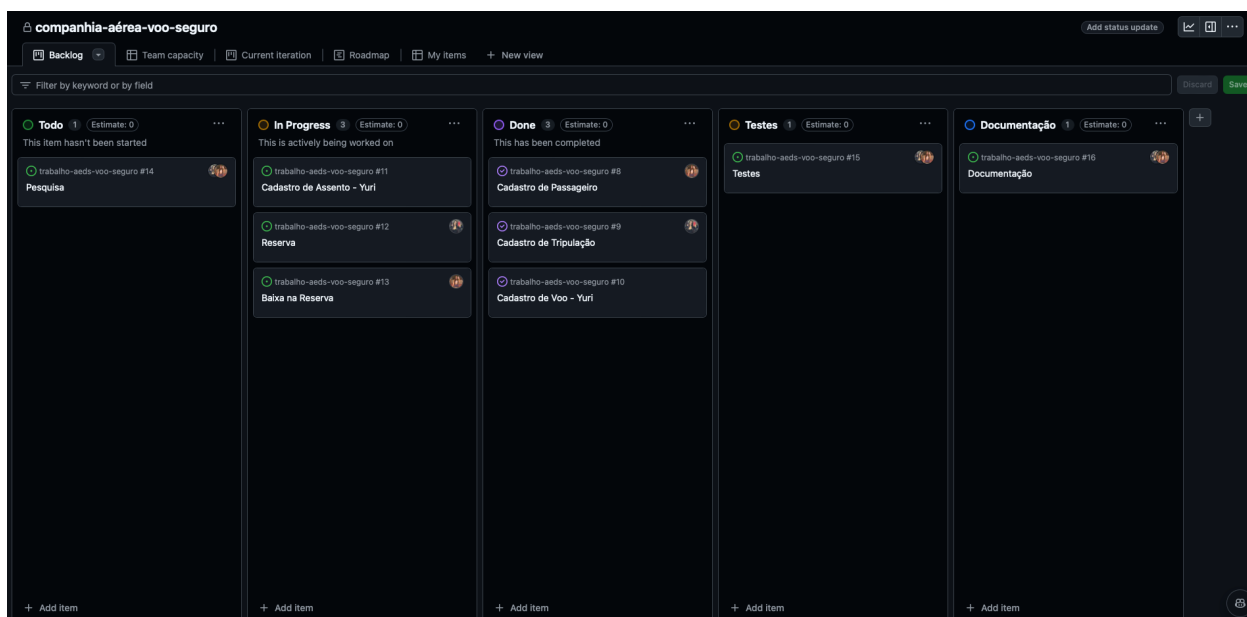 companhia-aérea-voo-seguro
Add status update
Backlog
Team capacity
Current iteration
Roadmap
My items
+ New view
Filter by keyword or by field
Discard
Save
Todo 1 Estimate: 0
This item hasn't been started
trabalho-aeds-voo-seguro #14
Pesquisa
+ Add item
In Progress 3 Estimate: 0
This is actively being worked on
trabalho-aeds-voo-seguro #11
Cadastro de Assento - Yuri
trabalho-aeds-voo-seguro #12
Reserva
trabalho-aeds-voo-seguro #13
Baixa na Reserva
+ Add item
Done 3 Estimate: 0
This has been completed
trabalho-aeds-voo-seguro #8
Cadastro de Passageiro
trabalho-aeds-voo-seguro #9
Cadastro de Tripulação
trabalho-aeds-voo-seguro #10
Cadastro de Voo - Yuri
+ Add item
Testes 1 Estimate: 0
trabalho-aeds-voo-seguro #15
Testes
+ Add item
Documentação 1 Estimate: 0
trabalho-aeds-voo-seguro #16
Documentação
+ Add item